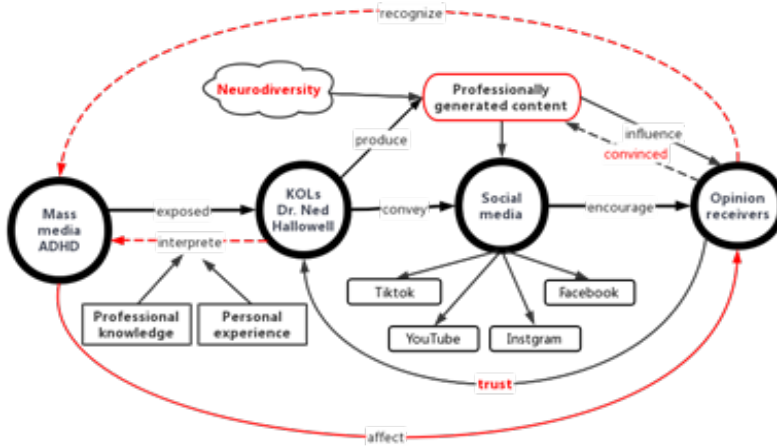 recognize
Neurodiversity
Professionally
generated content
produce
influence
convinced
Mass
media
ADHD
exposed
KOLs
Dr. Ned
Hallowell
convey
Social
media
encourage
Opinion
receivers
interprete
Professional
knowledge
Personal
experience
Tiktok
Facebook
YouTube
Instgram
trust
affect